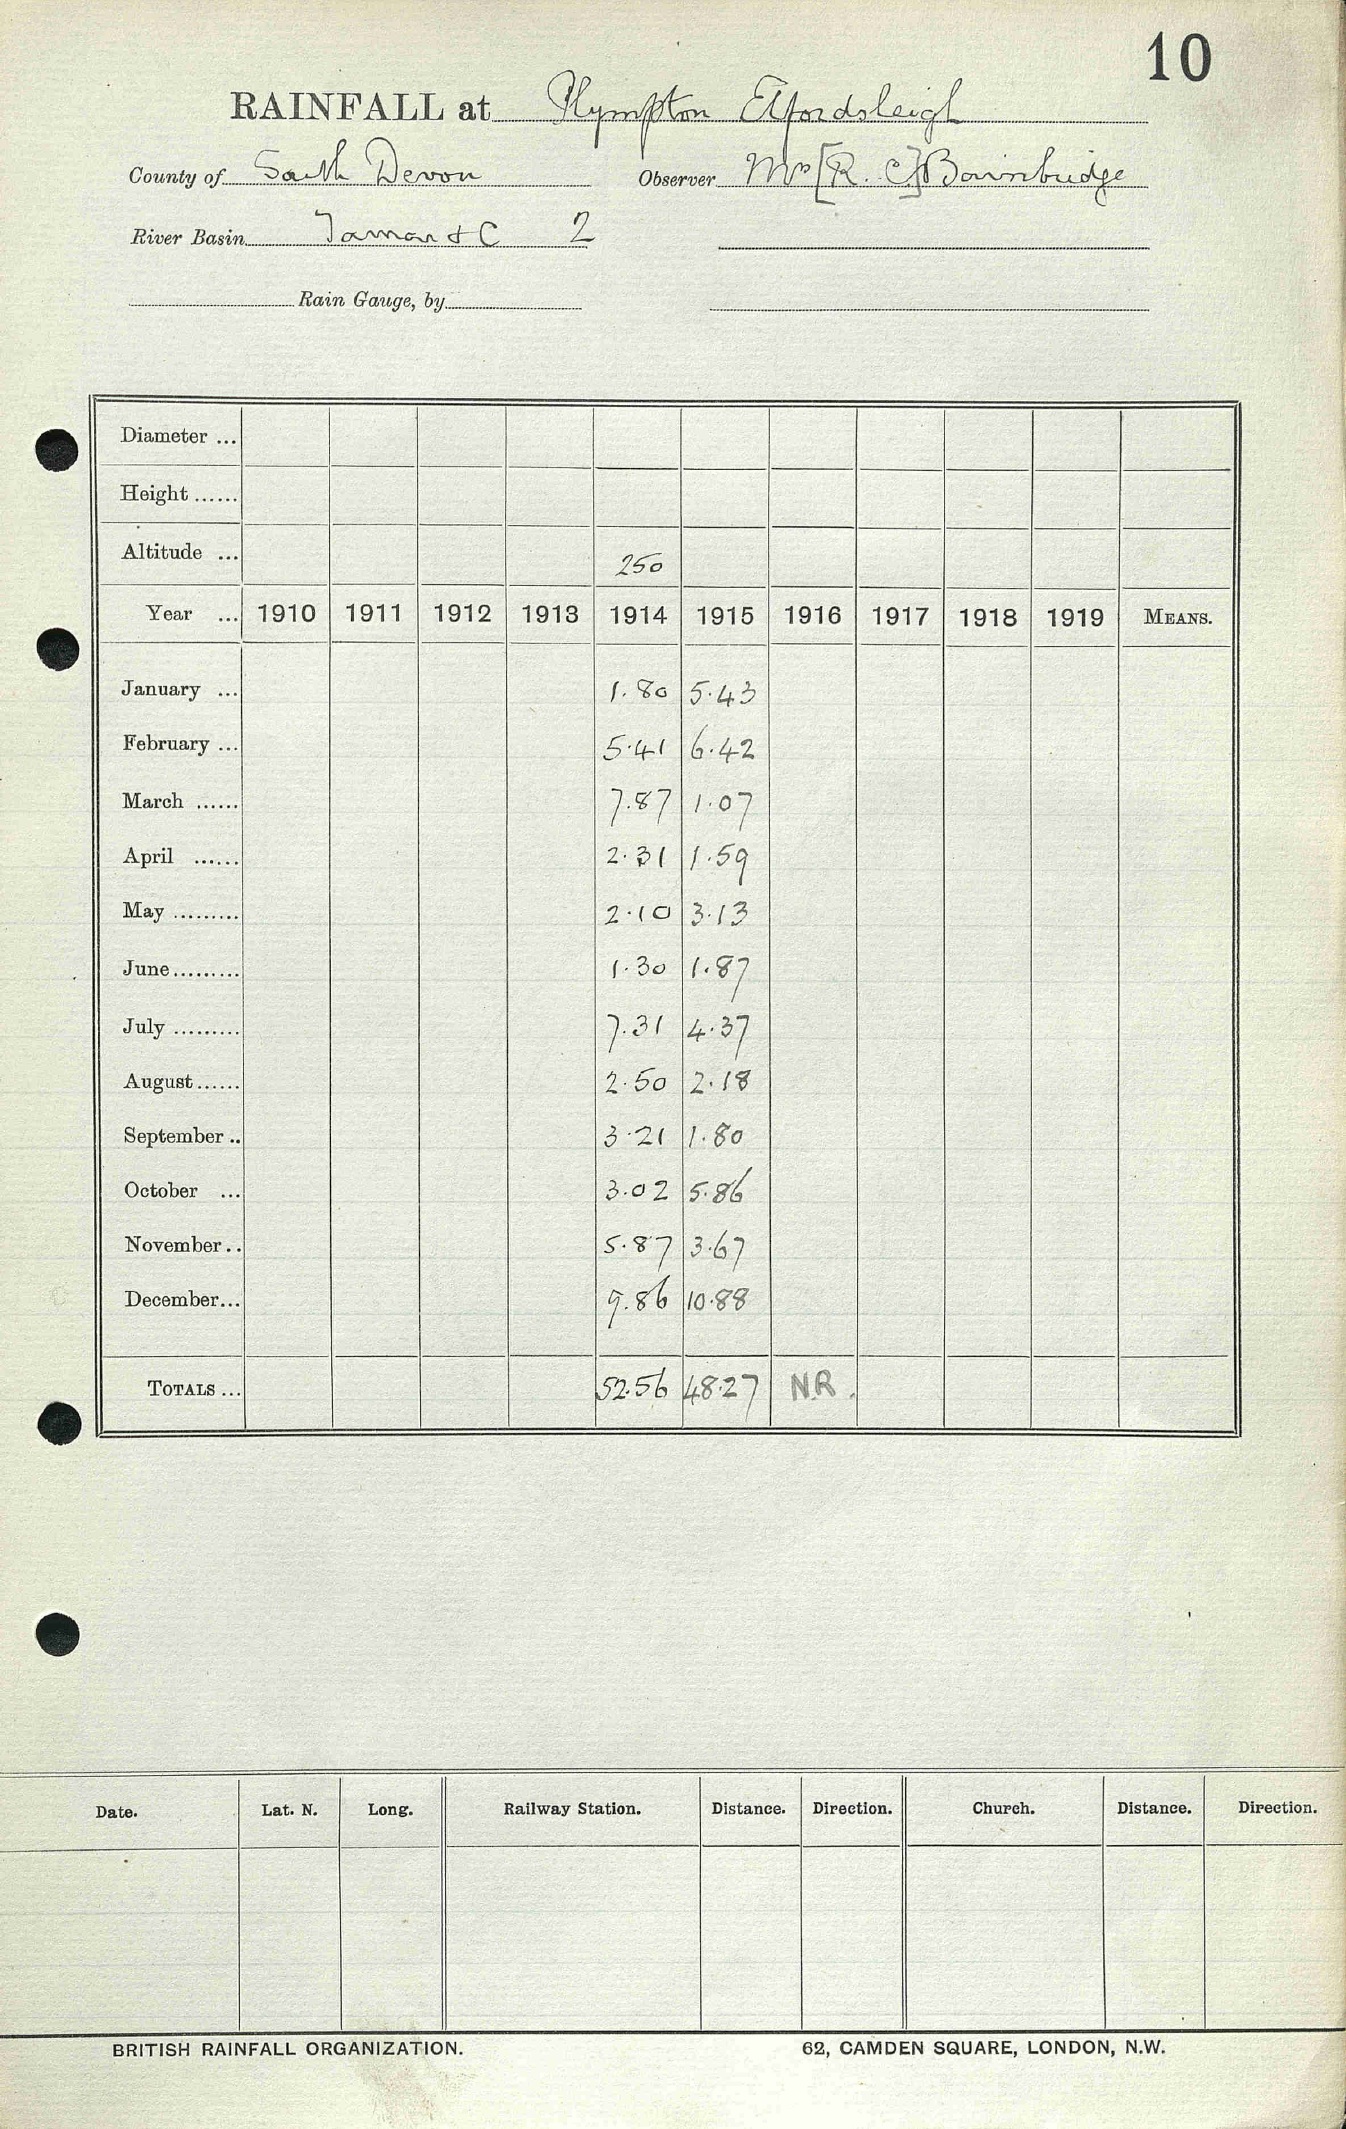 10
RAINFALL at Plympton Elfordsleigh
County of South Devon Observer Mrs [R. C.] Bainbridge
River Basin Tamar & C 2
Rain Gauge, by
Diameter ...
Height ......
Altitude ... 250
Year ... 1910 1911 1912 1913 1914 1915 1916 1917 1918 1919 MEANS.
January ... 1.80 5.43
February ... 5.41 6.42
March ...... 7.87 1.07
April ...... 2.31 1.59
May ......... 2.10 3.13
June ......... 1.30 1.87
July ......... 7.31 4.37
August ...... 2.50 2.18
September .. 3.21 1.80
October ... 3.02 5.86
November .. 5.87 3.67
December ... 9.86 10.88
TOTALS ... 52.56 48.27 N.R.
Date. Lat. N. Long. Railway Station. Distance. Direction. Church. Distance. Direction.
BRITISH RAINFALL ORGANIZATION. 62, CAMDEN SQUARE, LONDON, N.W.